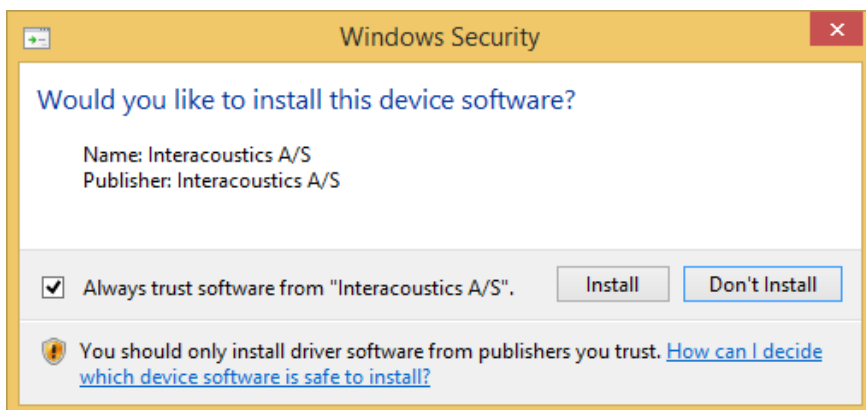 Windows Security
Would you like to install this device software?
Name: Interacoustics A/S
Publisher: Interacoustics A/S
Always trust software from "Interacoustics A/S".
Install
Don't Install
You should only install driver software from publishers you trust. How can I decide
which device software is safe to install?